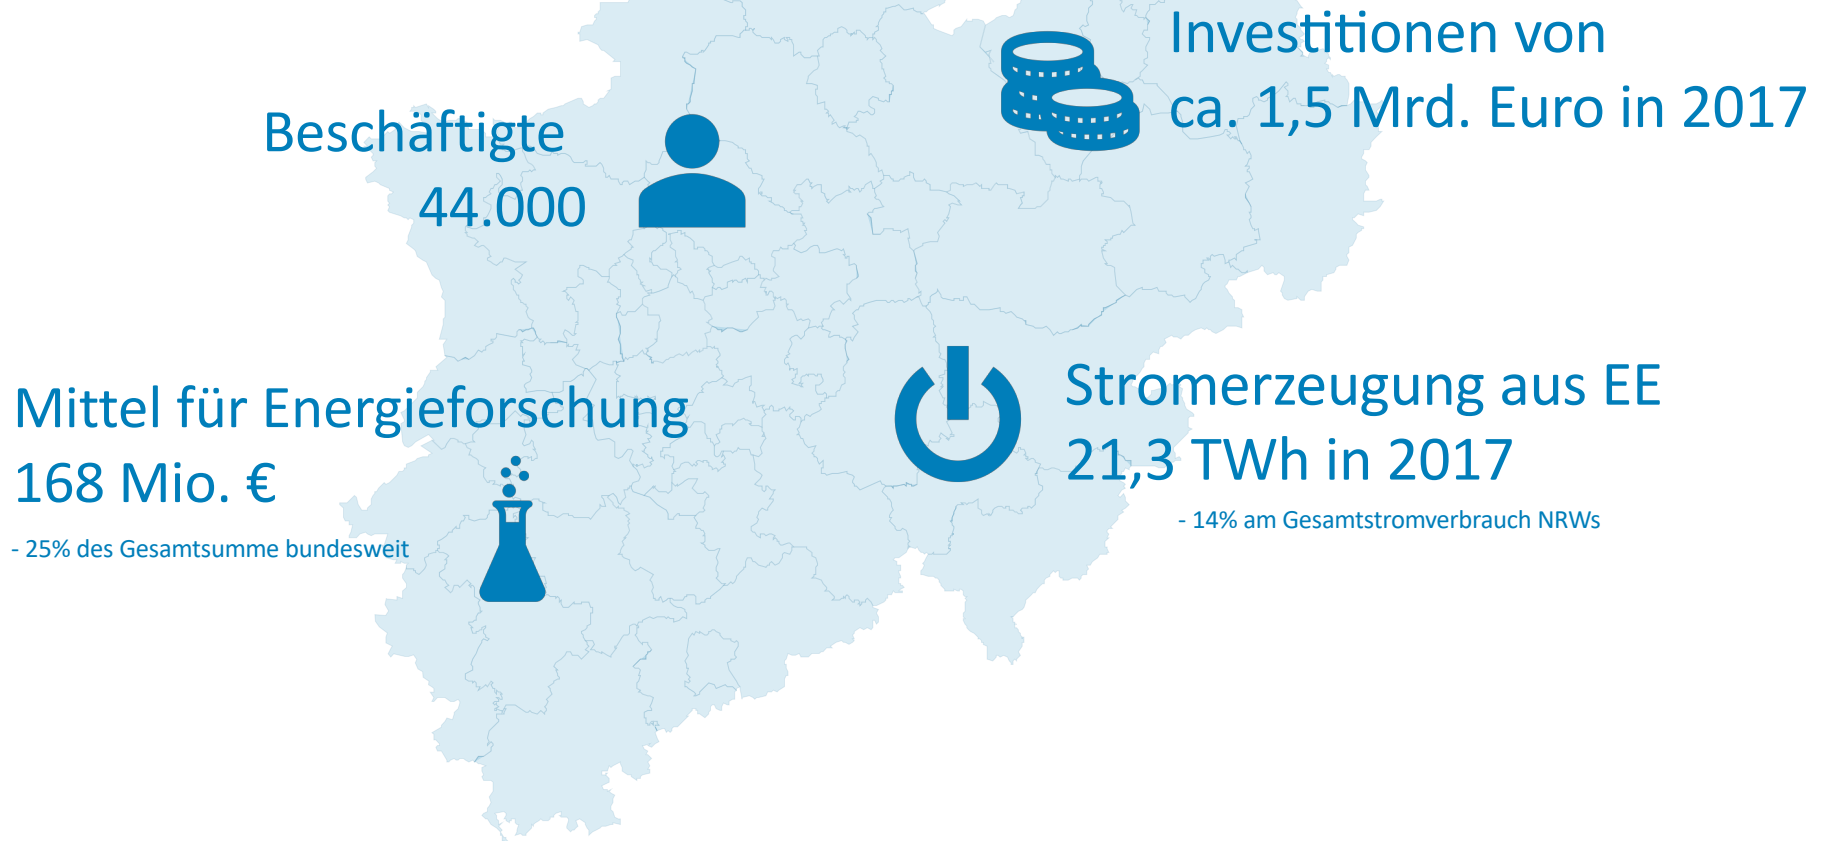 Investitionen von
ca. 1,5 Mrd. Euro in 2017
Beschäftigte
44.000
Stromerzeugung aus EE
21,3 TWh in 2017
- 14% am Gesamtstromverbrauch NRWs
Mittel für Energieforschung
168 Mio. €
- 25% des Gesamtsumme bundesweit